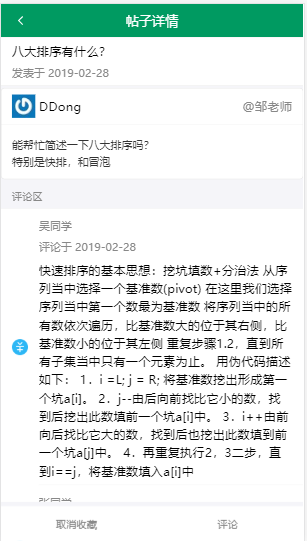 帖子详情
八大排序有什么?
发表于 2019-02-28
DDong
@邹老师
能帮忙简述一下八大排序吗?
特别是快排，和冒泡
评论区
吴同学
评论于 2019-02-28
快速排序的基本思想：挖坑填数+分治法 从序
列当中选择一个基准数(pivot) 在这里我们选择
序列当中第一个数最为基准数 将序列当中的所
有数依次遍历，比基准数大的位于其右侧，比
基准数小的位于其左侧 重复步骤1.2，直到所
有子集当中只有一个元素为止。 用伪代码描述
如下： 1．i =L; j = R; 将基准数挖出形成第一
个坑a[i]。 2．j--由后向前找比它小的数，找
到后挖出此数填前一个坑a[i]中。 3．i++由前
向后找比它大的数，找到后也挖出此数填到前
一个坑a[j]中。 4．再重复执行2，3二步，直
到i==j，将基准数填入a[i]中
取消收藏
评论